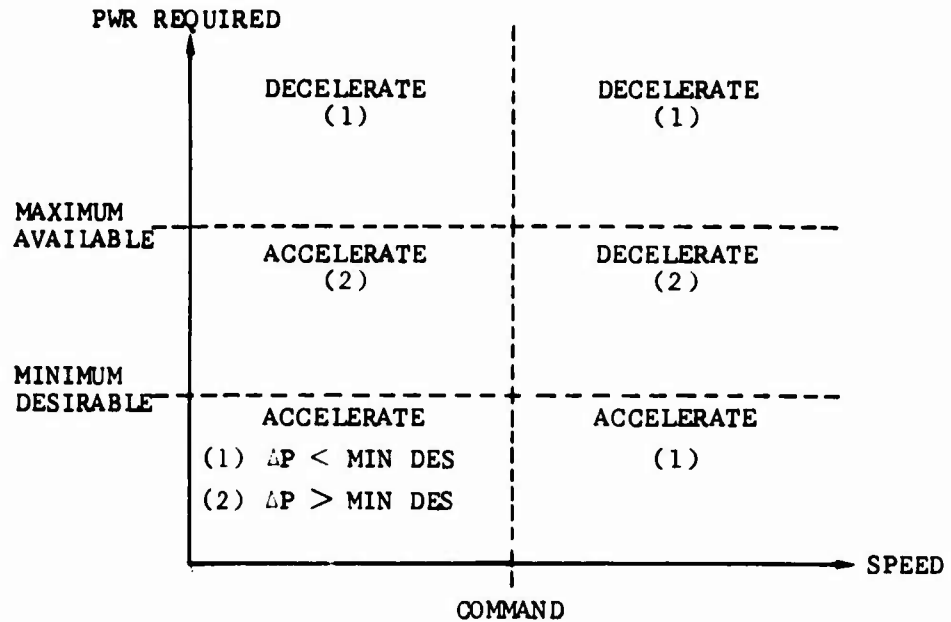 PWR REQUIRED
DECELERATE
(1)
DECELERATE
(1)
MAXIMUM
AVAILABLE
ACCELERATE
(2)
DECELERATE
(2)
MINIMUM
DESIRABLE
ACCELERATE
(1) ΔP < MIN DES
(2) ΔP > MIN DES
ACCELERATE
(1)
SPEED
COMMAND